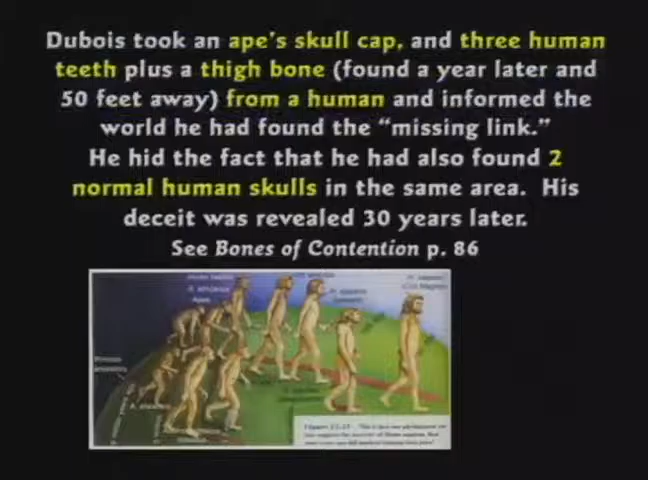 Dubois took an ape's skull cap, and three human
teeth plus a thigh bone (found a year later and
50 feet away) from a human and informed the
world he had found the "missing link."
He hid the fact that he had also found 2
normal human skulls in the same area. His
deceit was revealed 30 years later.
See Bones of Contention p. 86